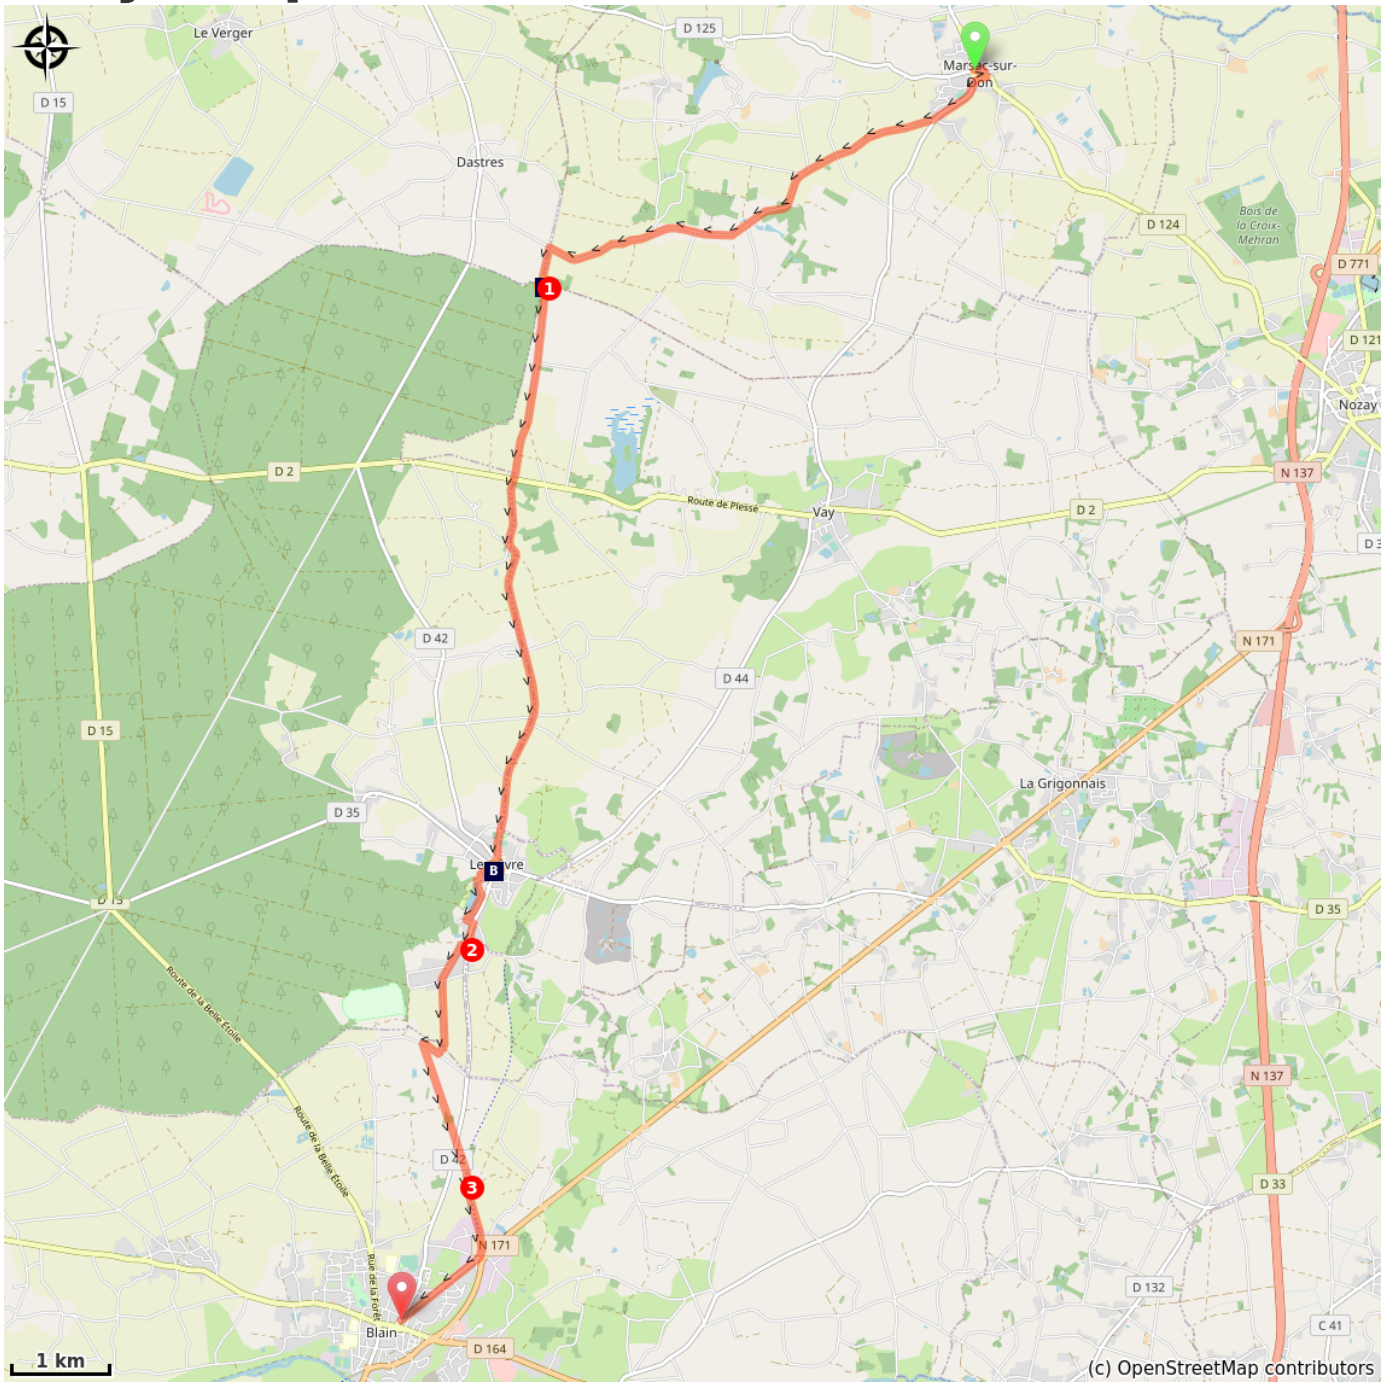 Le Verger
D 125
Marsac-sur-
Don
D 15
Dastres
Bois de
la Croix-
Mehran
D 124
D 771
1
D 121
Nozay
D 2
N 137
Route de Plessé
Vay
D 2
D 42
N 171
D 44
D 15
La Grigonnais
D 35
B
D 15
D 35
2
Route de la Belle Étoile
N 137
Route de la Belle Étoile
D 42
3
D 33
N 171
Rue de la Forêt
D 132
C 41
Blain
D 164
1 km
(c) OpenStreetMap contributors